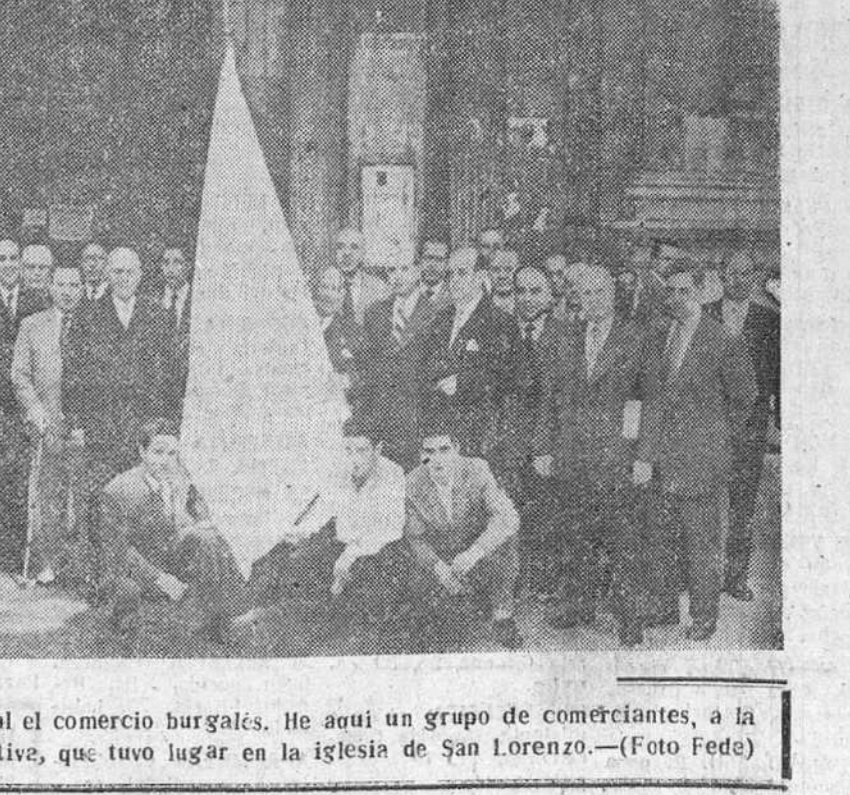 al el comercio burgalés. He aqui un grupo de comerciantes, a la
tiva, que tuvo lugar en la iglesia de San Lorenzo.—(Foto Fede)